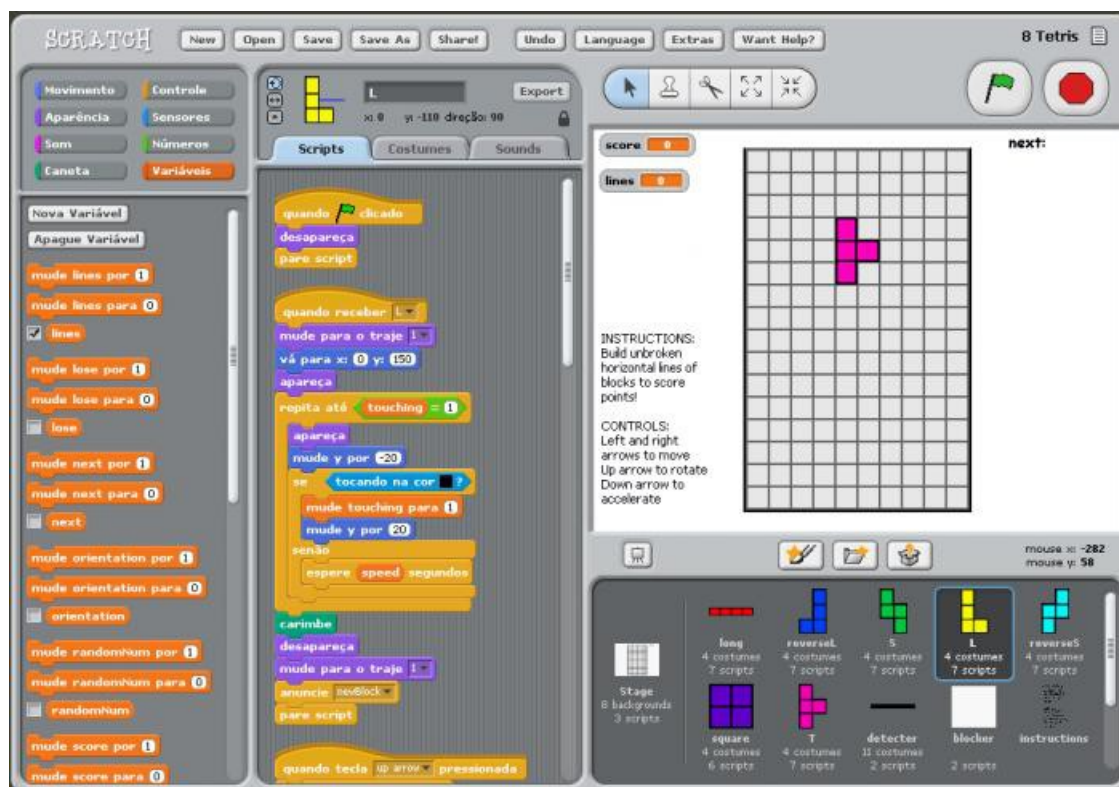 SCRATCH
New Open Save Save As Share! Undo Language Extras Want Help? 8 Tetris
Movimento Controle
Aparência Sensores
Som Números
Caneta Variáveis
Nova Variável
Apague Variável
mude lines por 1
mude lines para 0
lines
mude lose por 1
mude lose para 0
lose
mude next por 1
mude next para 0
next
mude orientation por 1
mude orientation para 0
orientation
mude randomNum por 1
mude randomNum para 0
randomNum
mude score por 1
mude score para 0
L
Export
x: 0 y: -110 direção: 90
Scripts Costumes Sounds
quando clicado
desapareça
pare script
quando receber L
mude para o traje 1
vá para x: 0 y: 150
apareça
repita até touching = 1
apareça
mude y por -20
se tocando na cor ?
mude touching para 1
mude y por 20
senão
espere speed segundos
carimbe
desapareça
mude para o traje 1
anuncie newBlock
pare script
quando tecla up arrow pressionada
score 0
lines 0
next:
INSTRUCTIONS:
Build unbroken
horizontal lines of
blocks to score
points!
CONTROLS:
Left and right
arrows to move
Up arrow to rotate
Down arrow to
accelerate
mouse x: -282
mouse y: 58
Stage
8 backgrounds
3 scripts
long
4 costumes
7 scripts
reverseL
4 costumes
7 scripts
S
4 costumes
7 scripts
L
4 costumes
7 scripts
reverseS
4 costumes
7 scripts
square
4 costumes
6 scripts
T
4 costumes
7 scripts
detecter
11 costumes
2 scripts
blocker
2 scripts
instructions